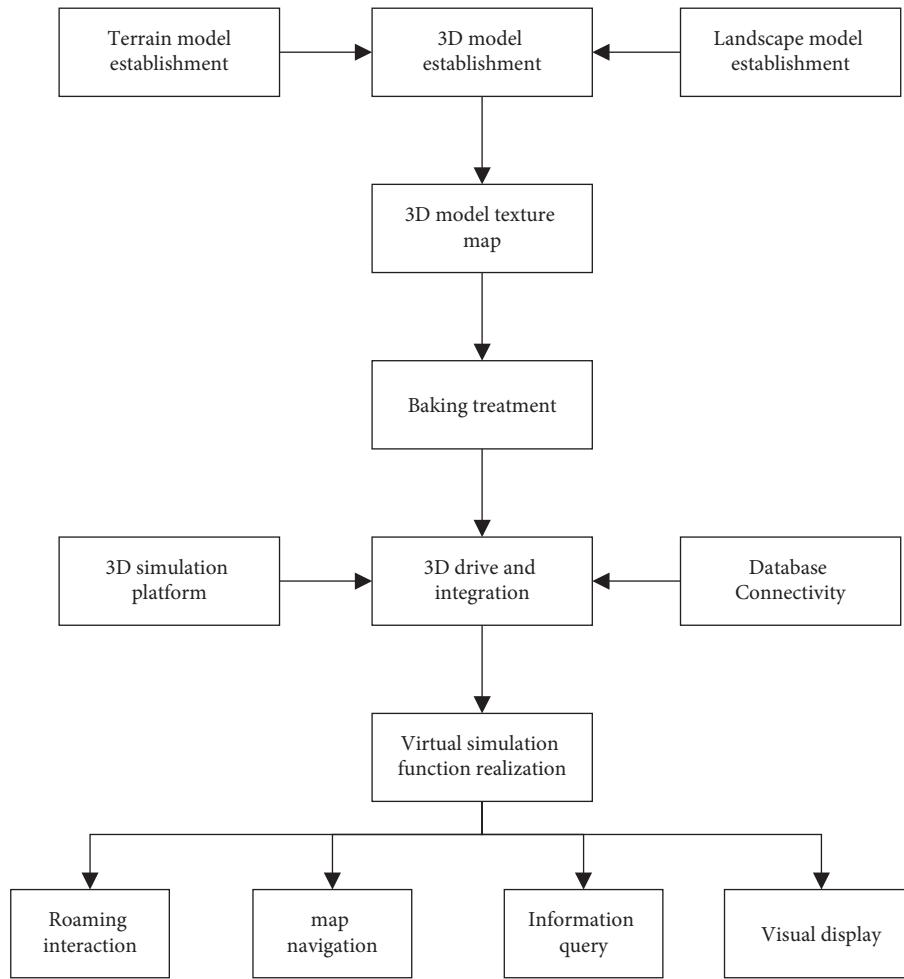 Terrain model
establishment
3D model
establishment
Landscape model
establishment
3D model texture
map
Baking treatment
3D simulation
platform
3D drive and
integration
Database
Connectivity
Virtual simulation
function realization
Roaming
interaction
map
navigation
Information
query
Visual display